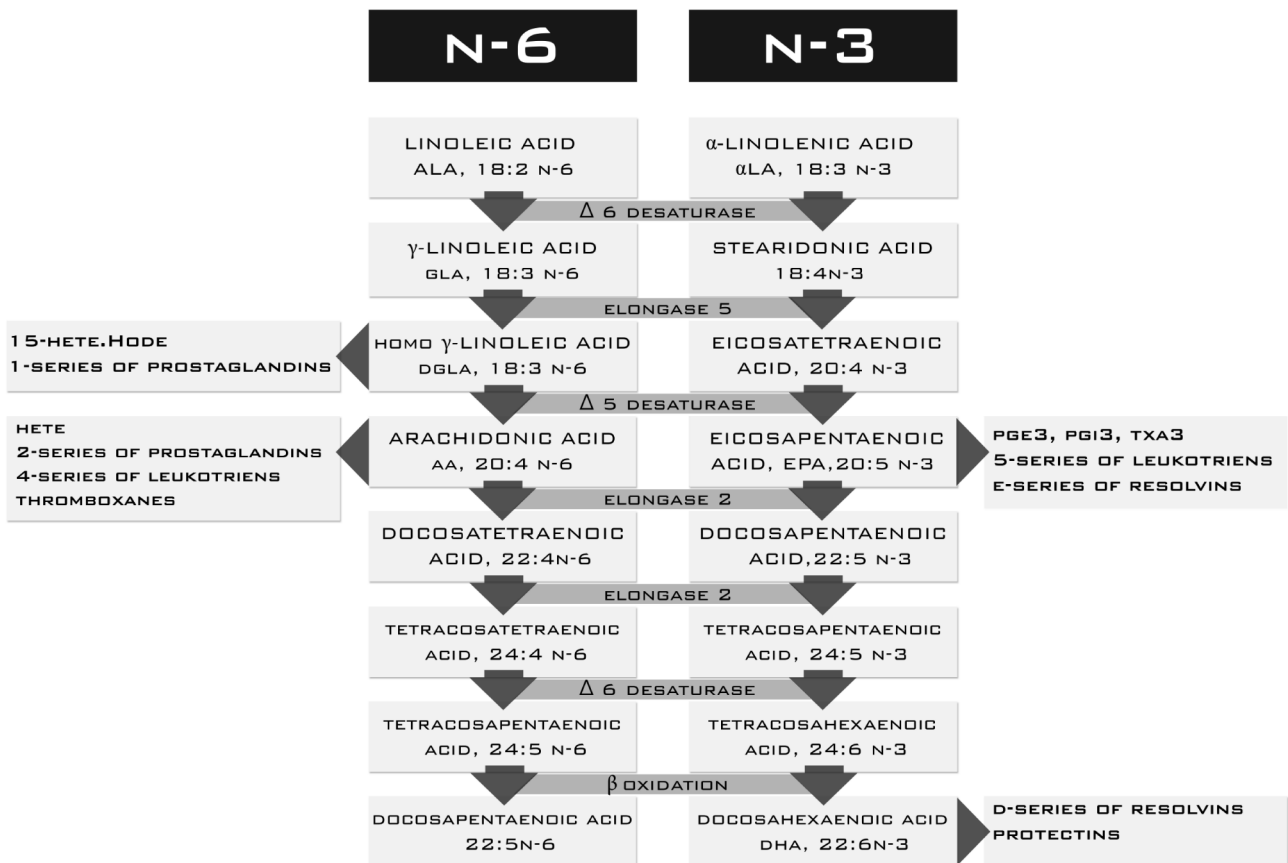 N-6
N-3
LINOLEIC ACID
ALA, 18:2 N-6
α-LINOLENIC ACID
αLA, 18:3 N-3
Δ 6 DESATURASE
γ-LINOLEIC ACID
GLA, 18:3 N-6
STEARIDONIC ACID
18:4N-3
ELONGASE 5
15-HETE.HODE
1-SERIES OF PROSTAGLANDINS
HOMO γ-LINOLEIC ACID
DGLA, 18:3 N-6
EICOSATETRAENOIC
ACID, 20:4 N-3
Δ 5 DESATURASE
HETE
2-SERIES OF PROSTAGLANDINS
4-SERIES OF LEUKOTRIENS
THROMBOXANES
ARACHIDONIC ACID
AA, 20:4 N-6
EICOSAPENTAENOIC
ACID, EPA,20:5 N-3
PGE3, PGI3, TXA3
5-SERIES OF LEUKOTRIENS
E-SERIES OF RESOLVINS
ELONGASE 2
DOCOSATETRAENOIC
ACID, 22:4N-6
DOCOSAPENTAENOIC
ACID,22:5 N-3
ELONGASE 2
TETRACOSATETRAENOIC
ACID, 24:4 N-6
TETRACOSAPENTAENOIC
ACID, 24:5 N-3
Δ 6 DESATURASE
TETRACOSAPENTAENOIC
ACID, 24:5 N-6
TETRACOSAHEXAENOIC
ACID, 24:6 N-3
β OXIDATION
DOCOSAPENTAENOIC ACID
22:5N-6
DOCOSAHEXAENOIC ACID
DHA, 22:6N-3
D-SERIES OF RESOLVINS
PROTECTINS